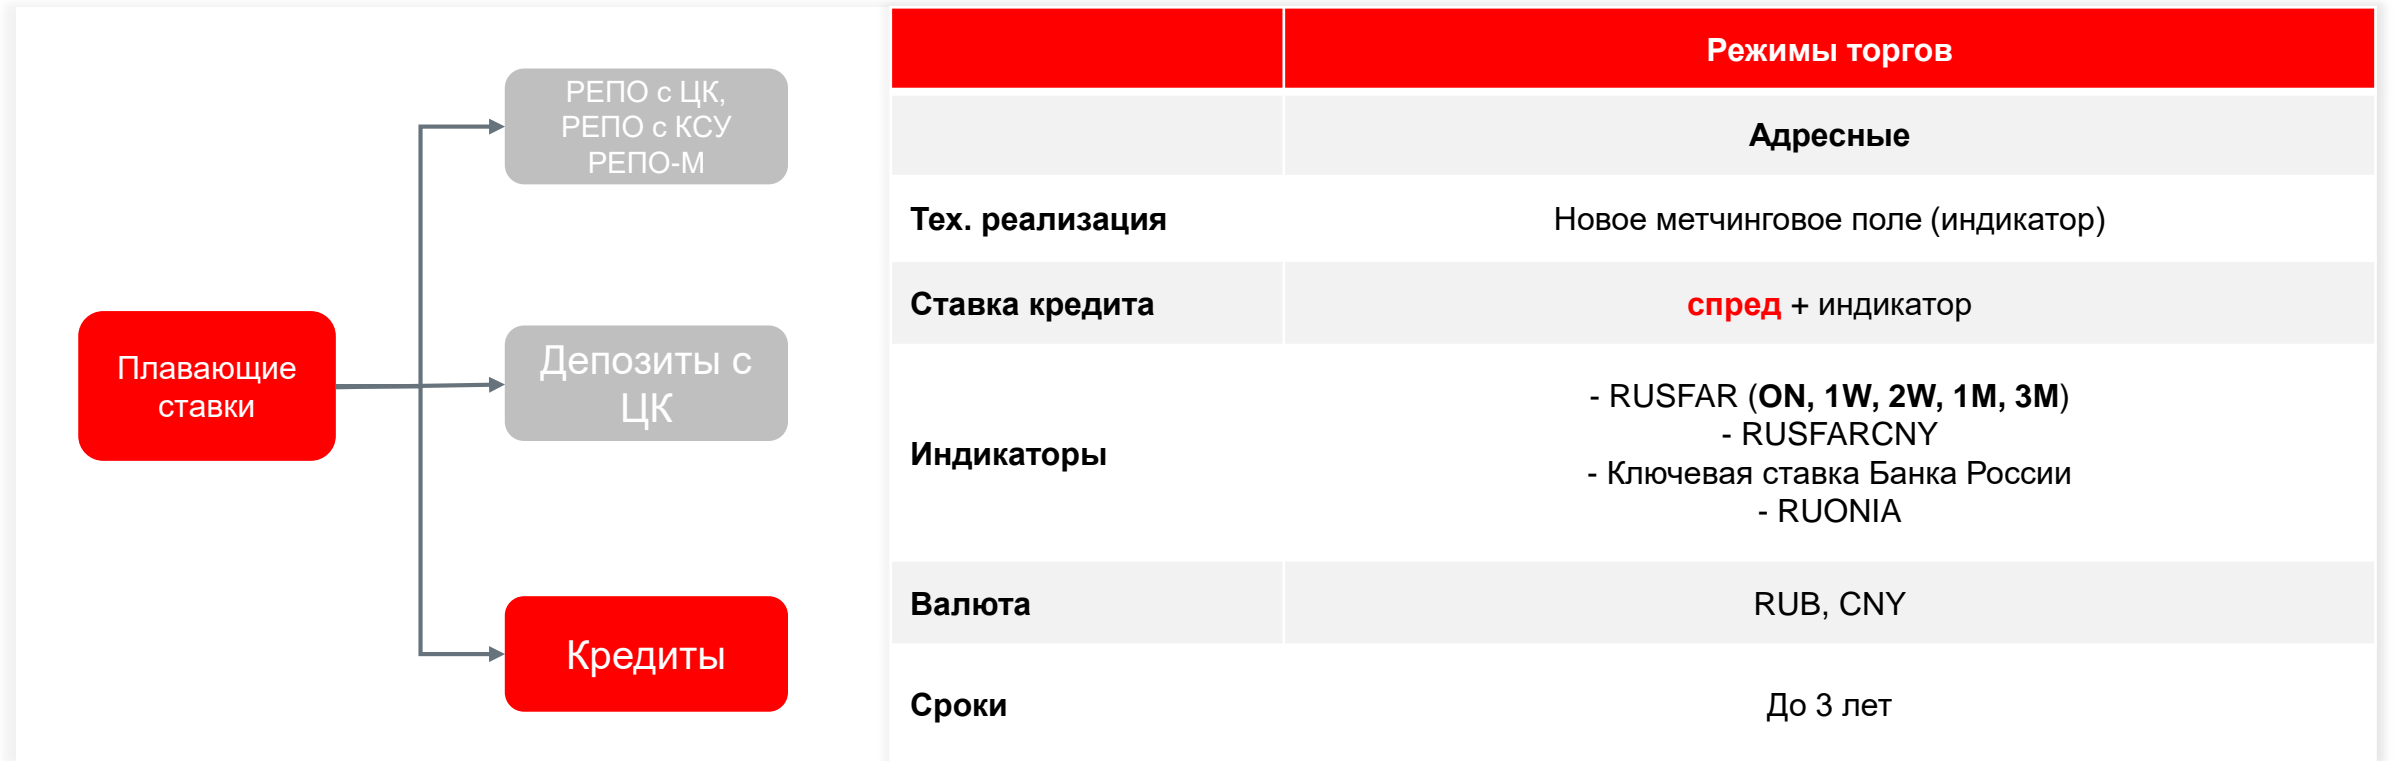 РЕПО с ЦК,
РЕПО с КСУ
РЕПО-М
Плавающие
ставки
Депозиты с
ЦК
Кредиты
Режимы торгов
Адресные
Тех. реализация
Новое метчинговое поле (индикатор)
Ставка кредита
спред + индикатор
Индикаторы
- RUSFAR (ON, 1W, 2W, 1M, 3M)
- RUSFARCNY
- Ключевая ставка Банка России
- RUONIA
Валюта
RUB, CNY
Сроки
До 3 лет